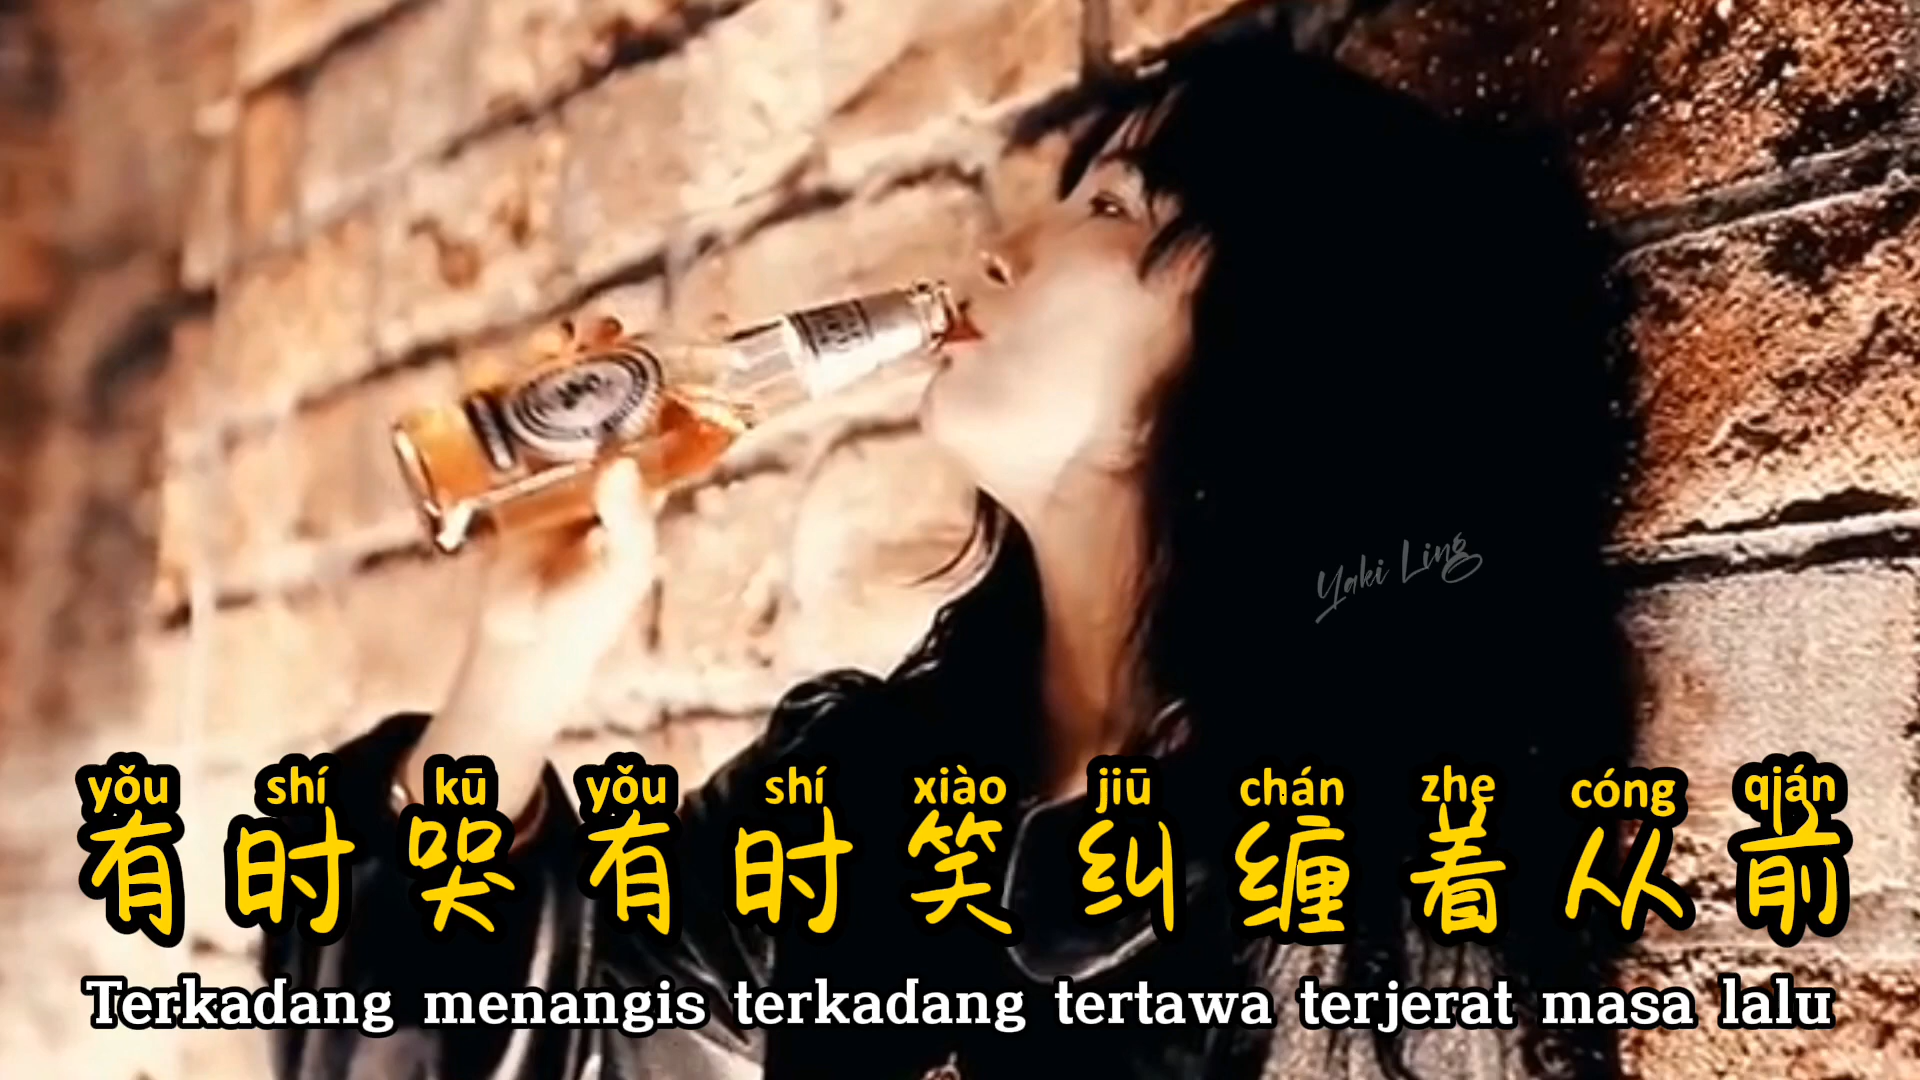 Yaki Ling
yǒu shí kū yǒu shí xiào jiū chán zhe cóng qián
有时哭有时笑纠缠着从前
Terkadang menangis terkadang tertawa terjerat masa lalu